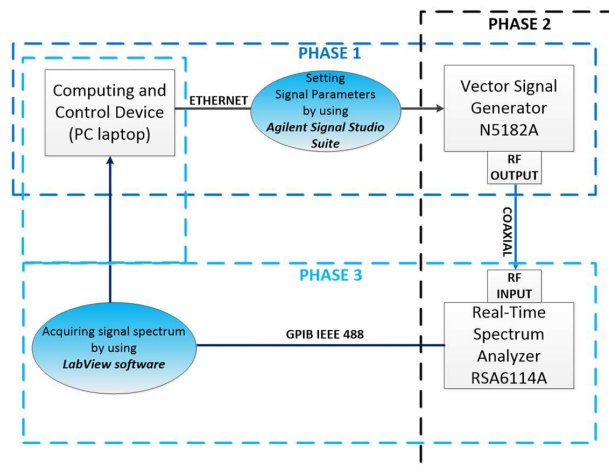 PHASE 2
PHASE 1
Computing and
Control Device
(PC laptop)
ETHERNET
Setting
Signal Parameters
by using
Agilent Signal Studio
Suite
Vector Signal
Generator
N5182A
RF
OUTPUT
COAXIAL
PHASE 3
RF
INPUT
Real-Time
Spectrum
Analyzer
RSA6114A
GPIB IEEE 488
Acquiring signal spectrum
by using
LabView software